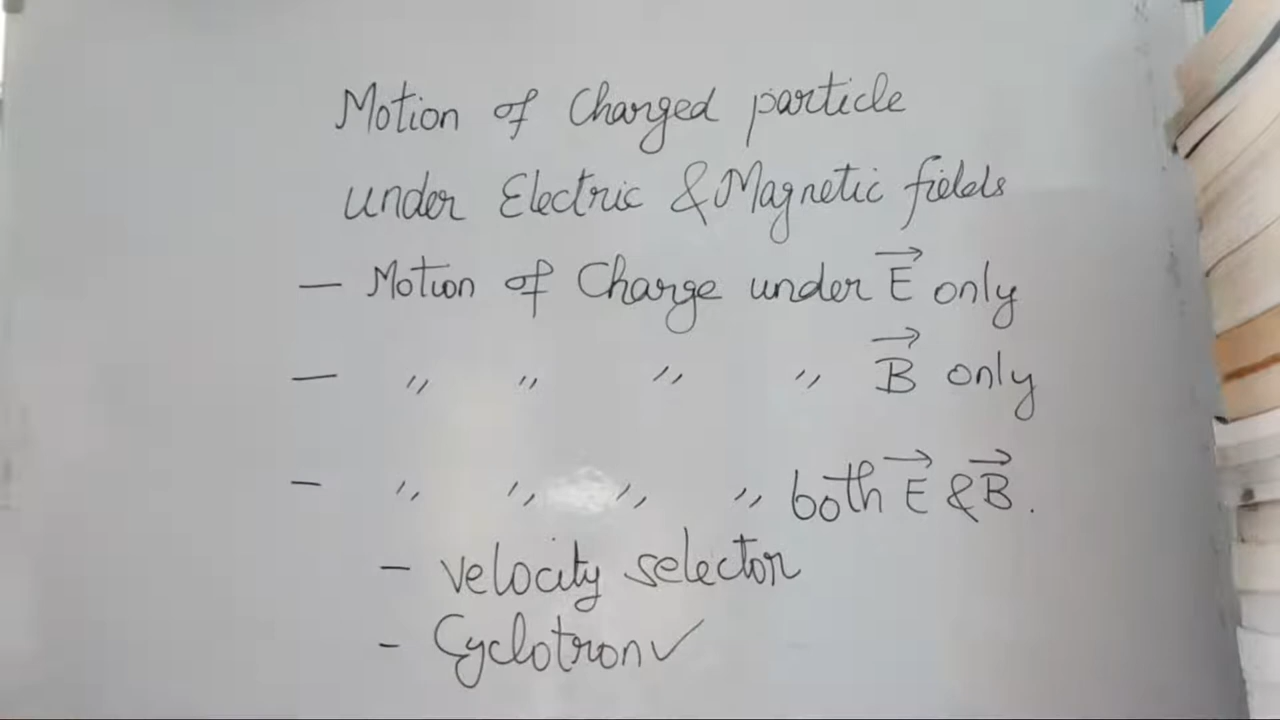 Motion of Charged particle
under Electric & Magnetic fields
— Motion of Charge under E⃗ only
— " " " " B⃗ only
— " " " " both E⃗ & B⃗.
- velocity selector
- Cyclotron ✓